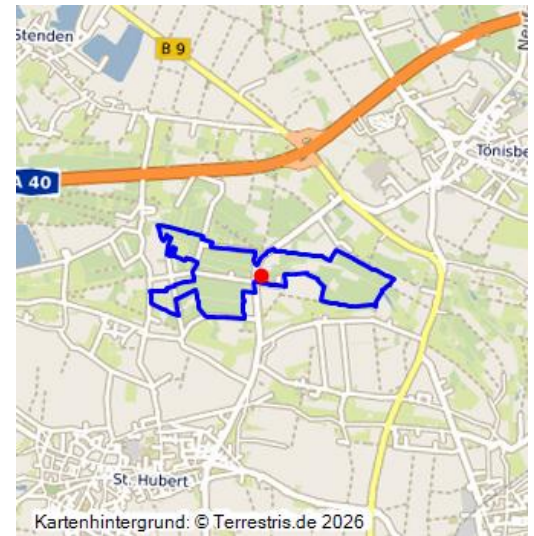 Stenden
B 9
Tönisbe
A 40
St. Hubert
Kartenhintergrund: © Terrestris.de 2026